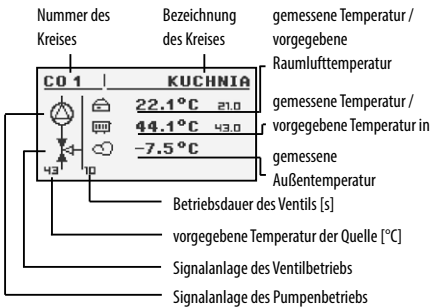 Nummer des
Kreises
Bezeichnung
des Kreises
gemessene Temperatur /
vorgegebene
Raumlufttemperatur
CO 1 | KUCHNIA
22.1°C 21.0
44.1°C 43.0
-7.5°C
43 10
gemessene Temperatur /
vorgegebene Temperatur in
gemessene
Außentemperatur
Betriebsdauer des Ventils [s]
vorgegebene Temperatur der Quelle [°C]
Signalanlage des Ventilbetriebs
Signalanlage des Pumpenbetriebs